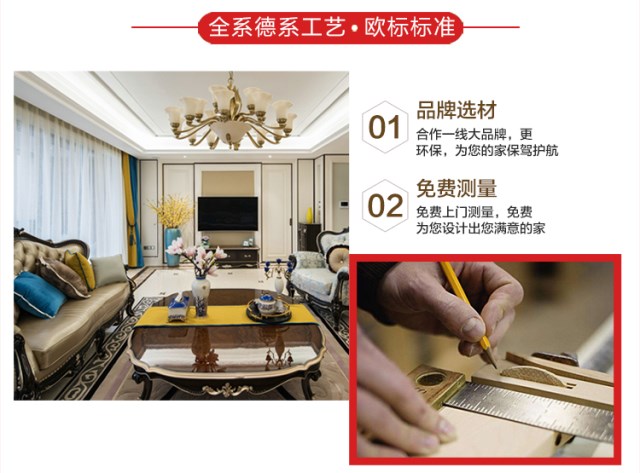 全系德系工艺•欧标标准
01
品牌选材
合作一线大品牌，更
环保，为您的家保驾护航
02
免费测量
免费上门测量，免费
为您设计出您满意的家